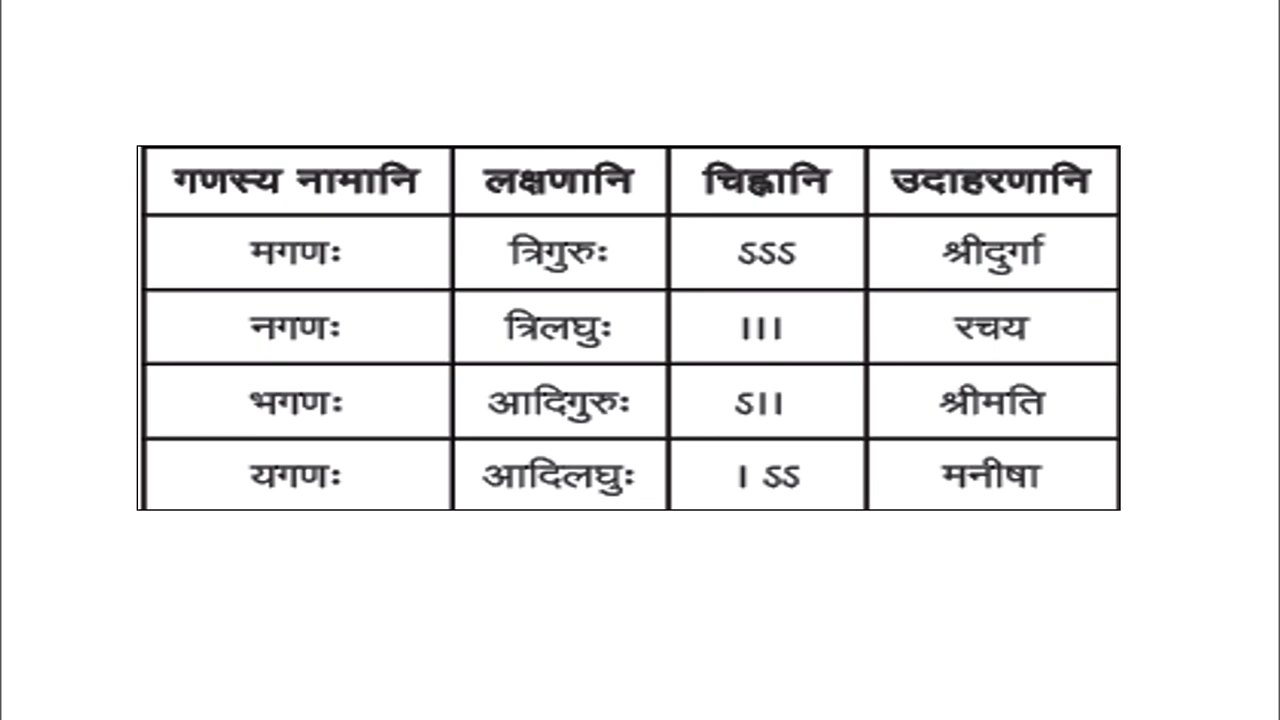 गणस्य नामानि लक्षणानि चिह्नानि उदाहरणानि
मगणः त्रिगुरुः ऽऽऽ श्रीदुर्गा
नगणः त्रिलघुः ।।। रचय
भगणः आदिगुरुः ऽ।। श्रीमति
यगणः आदिलघुः । ऽऽ मनीषा